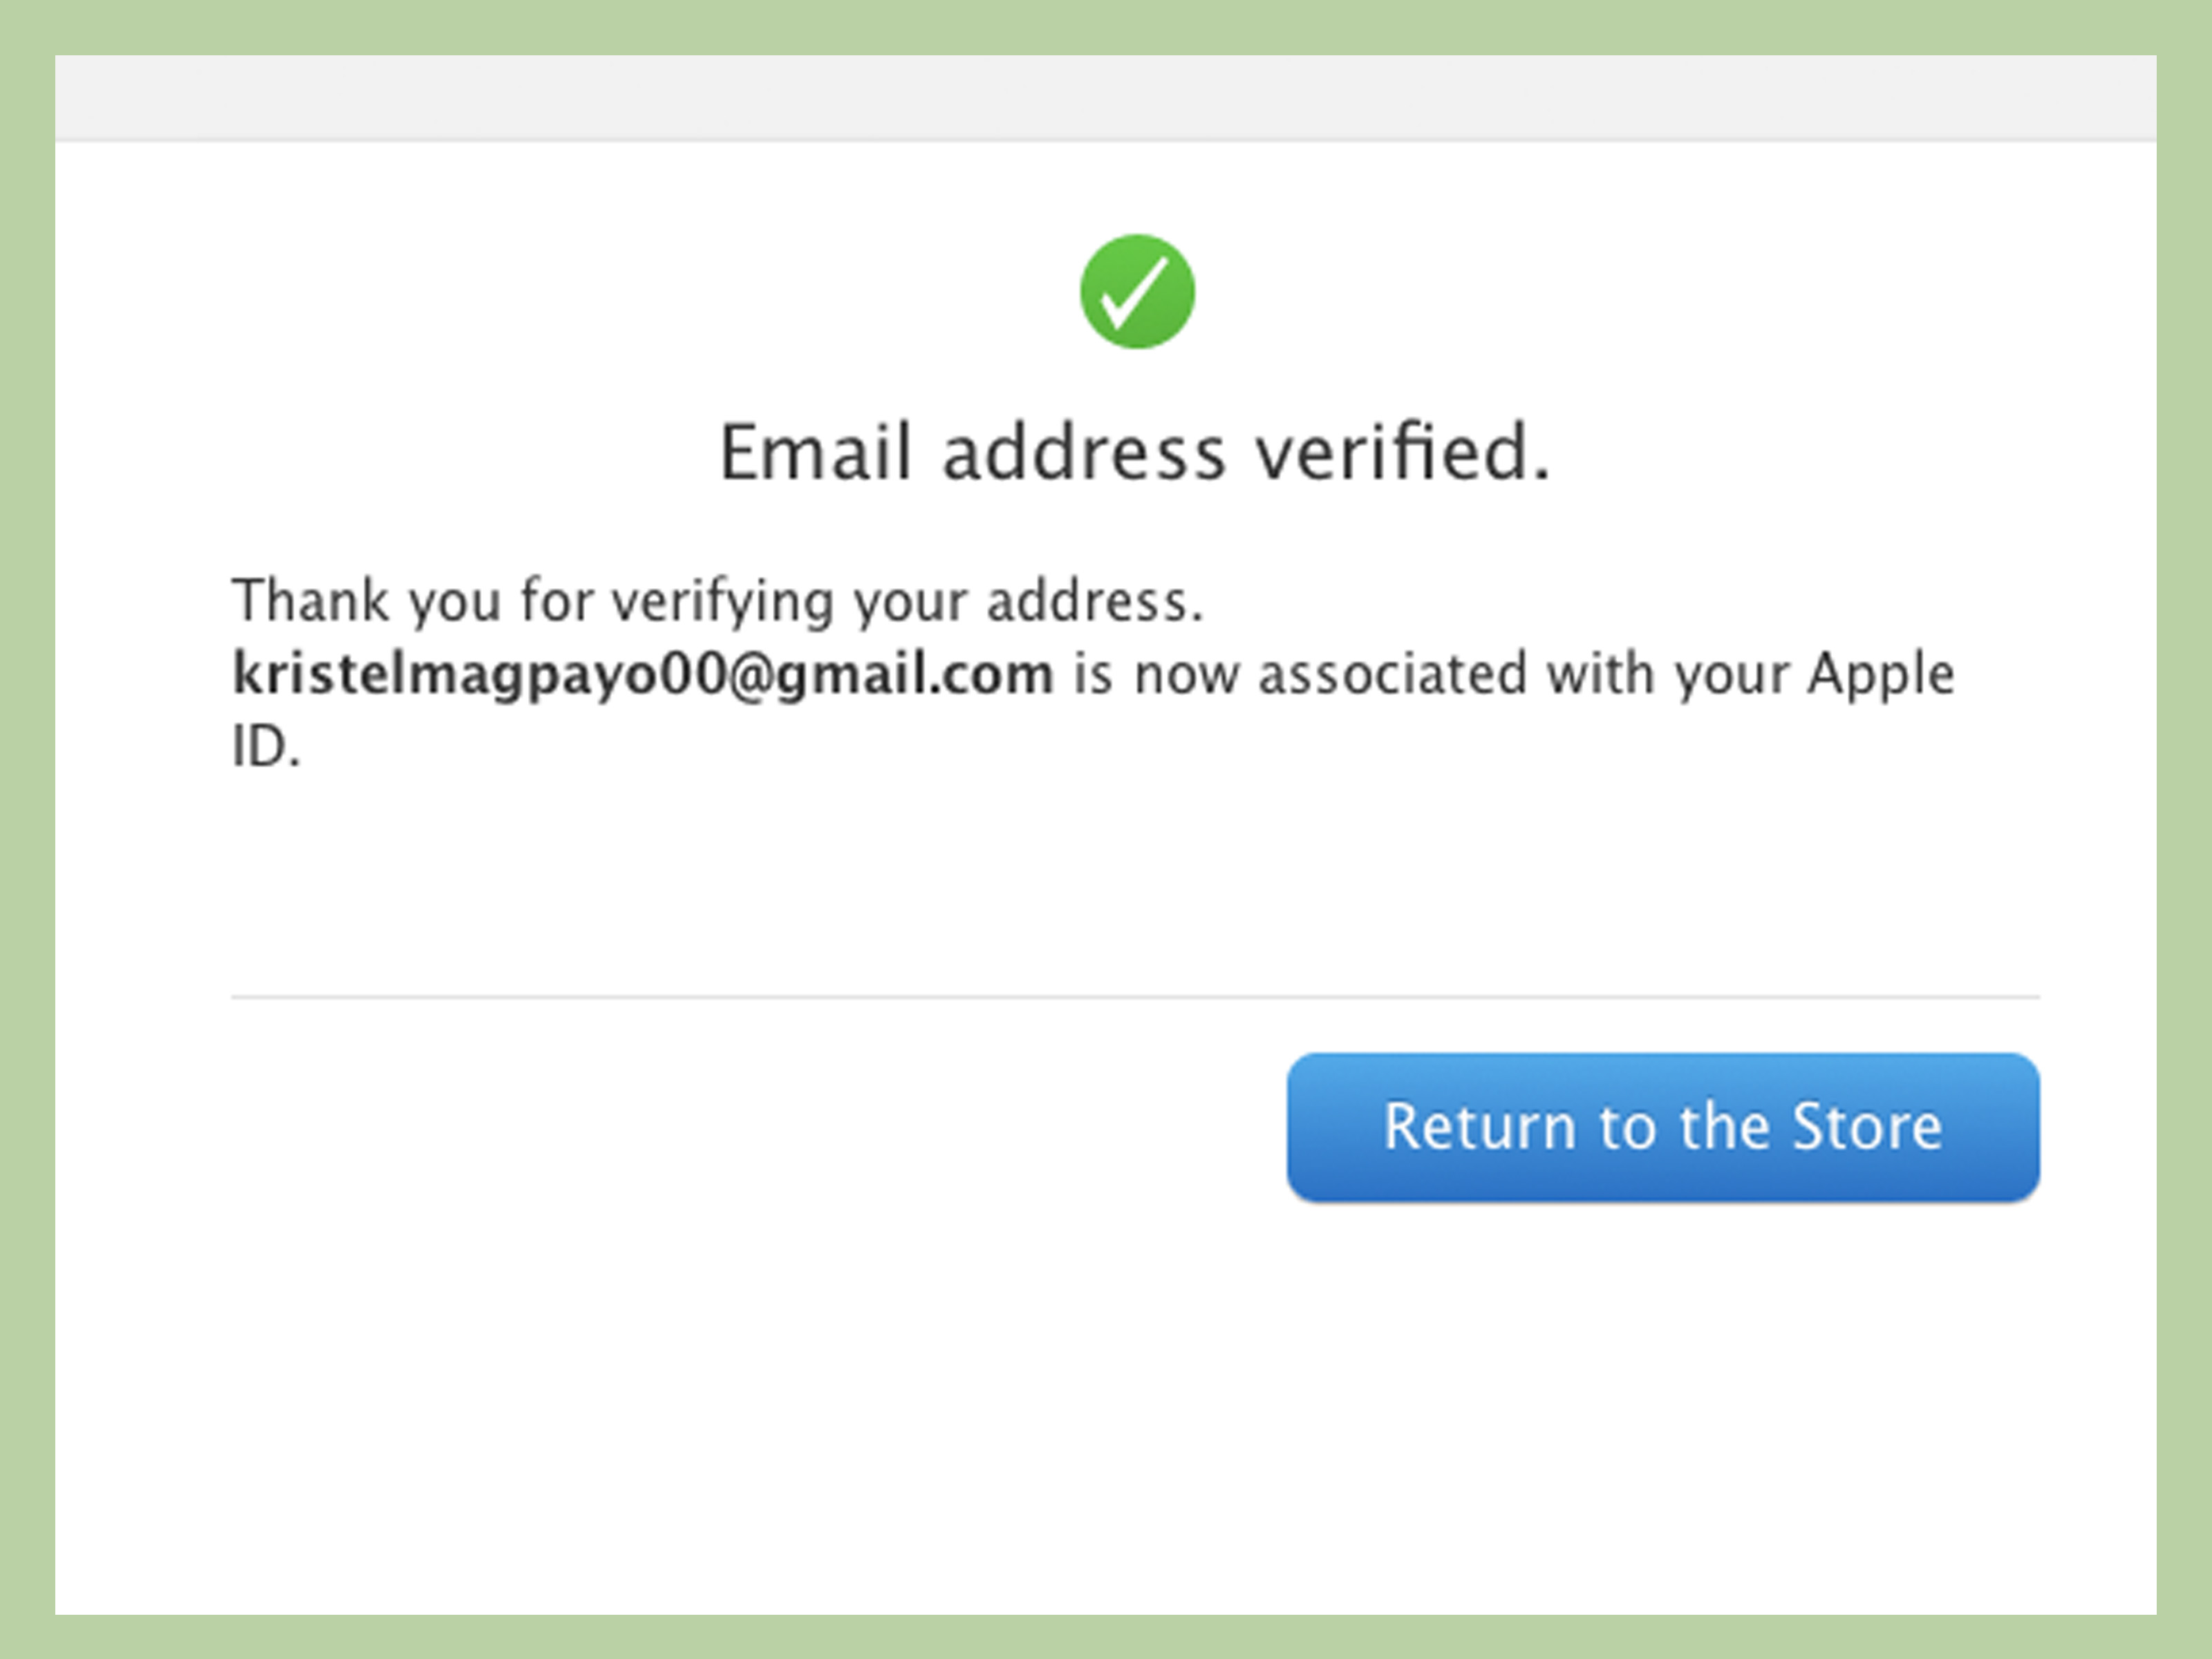 Email address verified.
Thank you for verifying your address.
kristelmagpayo00@gmail.com is now associated with your Apple
ID.
Return to the Store